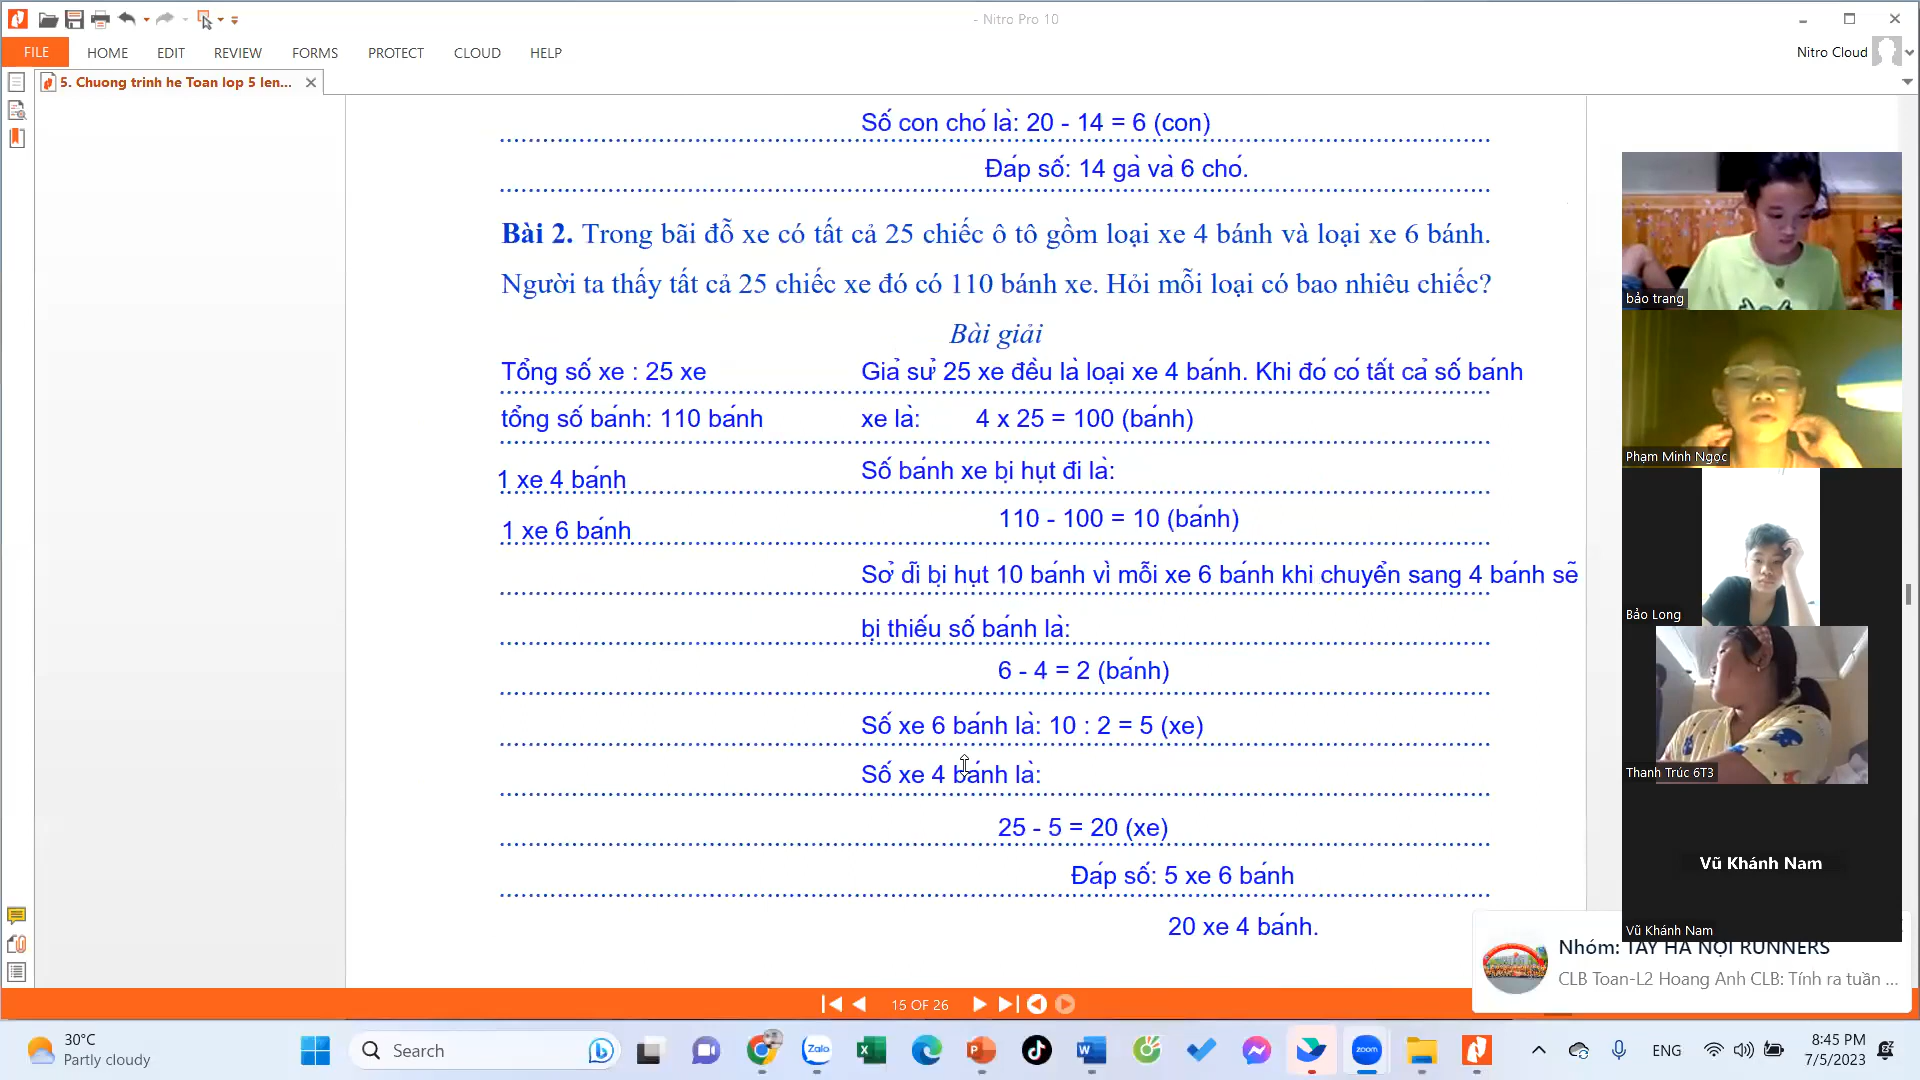 - Nitro Pro 10
FILE HOME EDIT REVIEW FORMS PROTECT CLOUD HELP
Nitro Cloud
5. Chuong trinh he Toan lop 5 len...
Số con chó là: 20 - 14 = 6 (con)
Đáp số: 14 gà và 6 chó.
Bài 2. Trong bãi đỗ xe có tất cả 25 chiếc ô tô gồm loại xe 4 bánh và loại xe 6 bánh.
Người ta thấy tất cả 25 chiếc xe đó có 110 bánh xe. Hỏi mỗi loại có bao nhiêu chiếc?
Bài giải
Tổng số xe : 25 xe Giả sử 25 xe đều là loại xe 4 bánh. Khi đó có tất cả số bánh
tổng số bánh: 110 bánh xe là: 4 x 25 = 100 (bánh)
1 xe 4 bánh Số bánh xe bị hụt đi là:
1 xe 6 bánh 110 - 100 = 10 (bánh)
Sở dĩ bị hụt 10 bánh vì mỗi xe 6 bánh khi chuyển sang 4 bánh sẽ
bị thiếu số bánh là:
6 - 4 = 2 (bánh)
Số xe 6 bánh là: 10 : 2 = 5 (xe)
Số xe 4 bánh là:
25 - 5 = 20 (xe)
Đáp số: 5 xe 6 bánh
20 xe 4 bánh.
bảo trang
Phạm Minh Ngọc
Bảo Long
Thanh Trúc 6T3
Vũ Khánh Nam
Vũ Khánh Nam
Nhóm: TÂY HÀ NỘI RUNNERS
CLB Toan-L2 Hoang Anh CLB: Tính ra tuần ...
15 OF 26
30°C
Partly cloudy
Search
Zalo
zoom
ENG
8:45 PM
7/5/2023